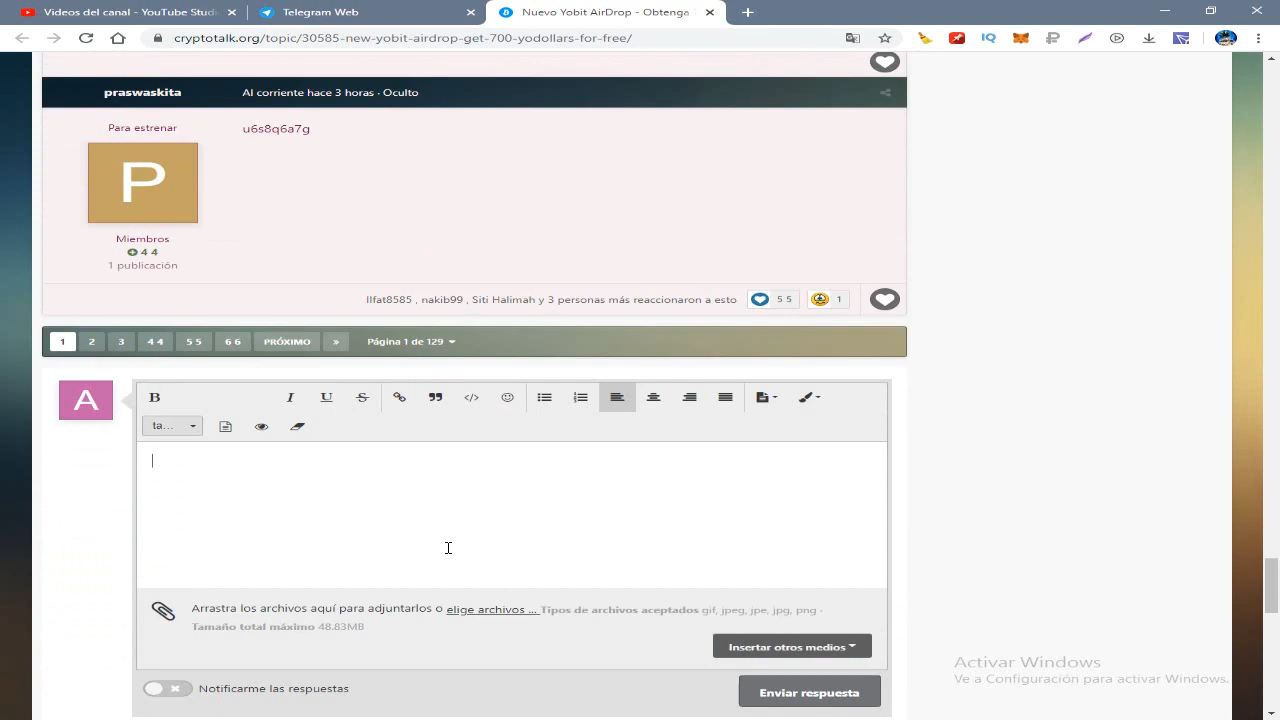 Videos del canal - YouTube Studi
Telegram Web
Nuevo Yobit AirDrop - Obtenga
cryptotalk.org/topic/30585-new-yobit-airdrop-get-700-yodollars-for-free/
IQ
praswaskita
Al corriente hace 3 horas · Oculto
Para estrenar
u6s8q6a7g
P
Miembros
4 4
1 publicación
Ilfat8585 , nakib99 , Siti Halimah y 3 personas más reaccionaron a esto
5 5
1
1
2
3
4 4
5 5
6 6
PRÓXIMO
»
Página 1 de 129
A
B
I
U
S
ta...
Arrastra los archivos aquí para adjuntarlos o elige archivos ... Tipos de archivos aceptados gif, jpeg, jpe, jpg, png ·
Tamaño total máximo 48.83MB
Insertar otros medios
Notificarme las respuestas
Enviar respuesta
Activar Windows
Ve a Configuración para activar Windows.